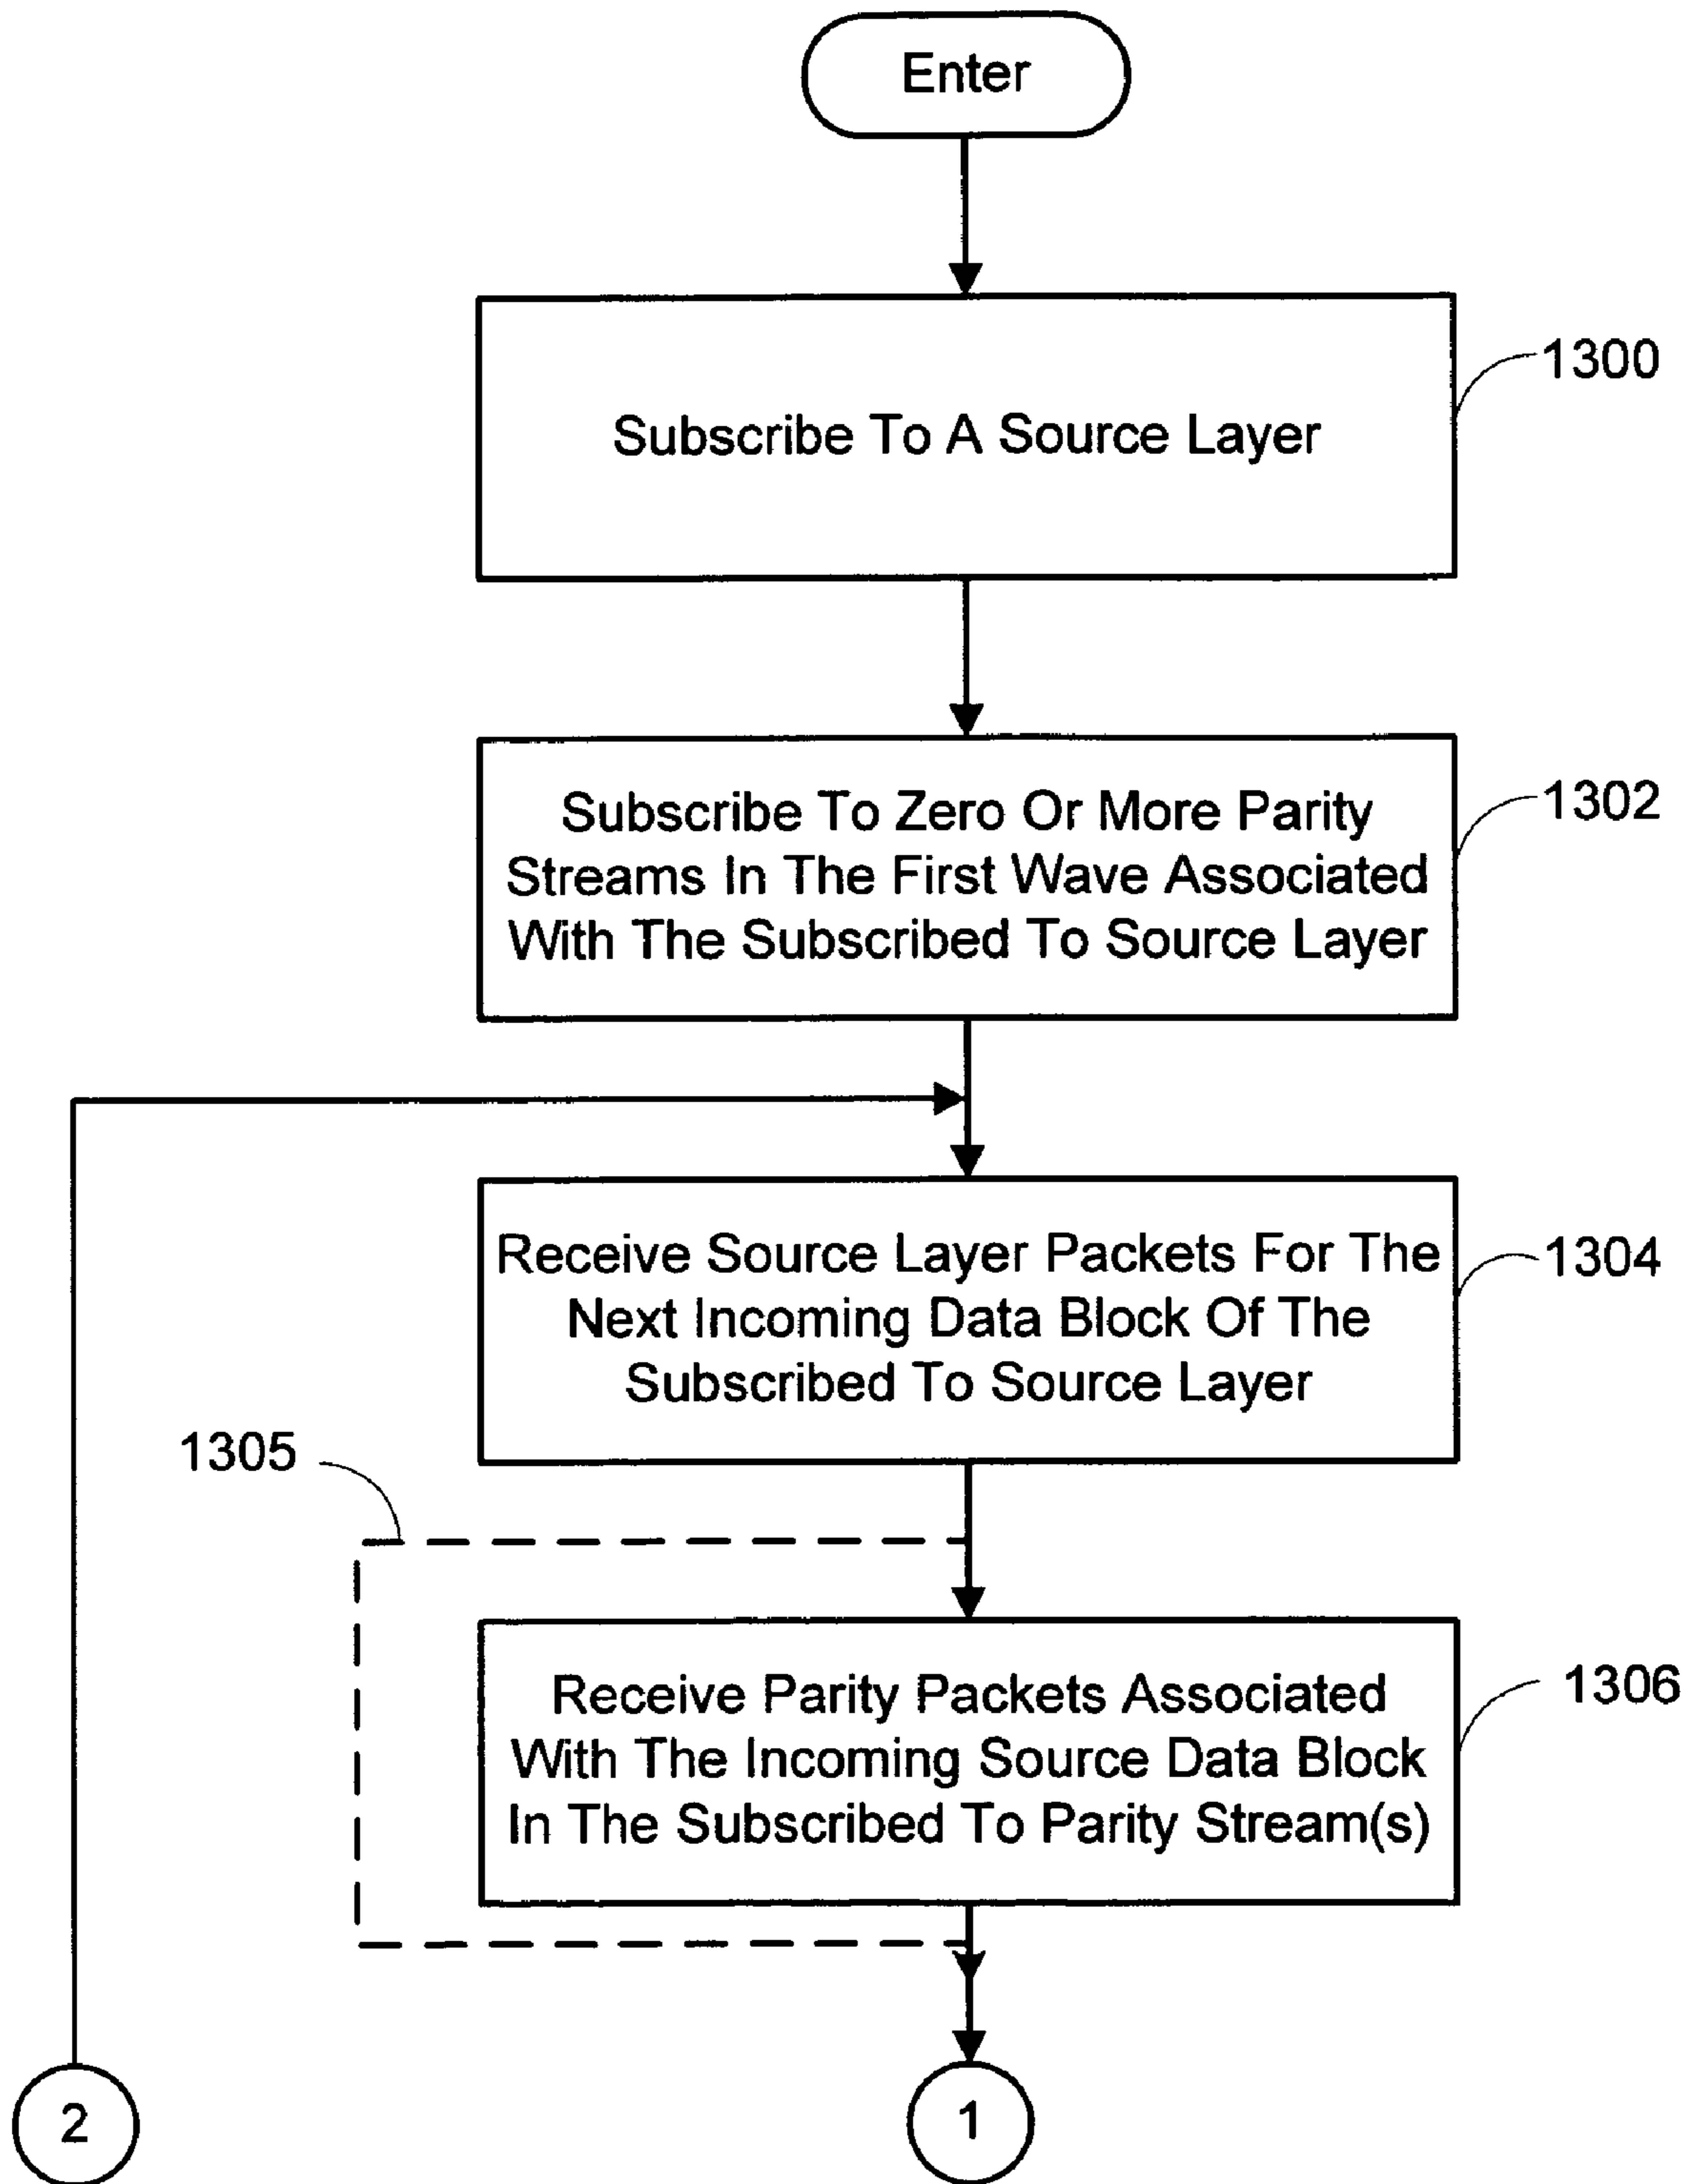 Enter
1300
Subscribe To A Source Layer
1302
Subscribe To Zero Or More Parity
Streams In The First Wave Associated
With The Subscribed To Source Layer
1304
Receive Source Layer Packets For The
Next Incoming Data Block Of The
Subscribed To Source Layer
1305
1306
Receive Parity Packets Associated
With The Incoming Source Data Block
In The Subscribed To Parity Stream(s)
2
1